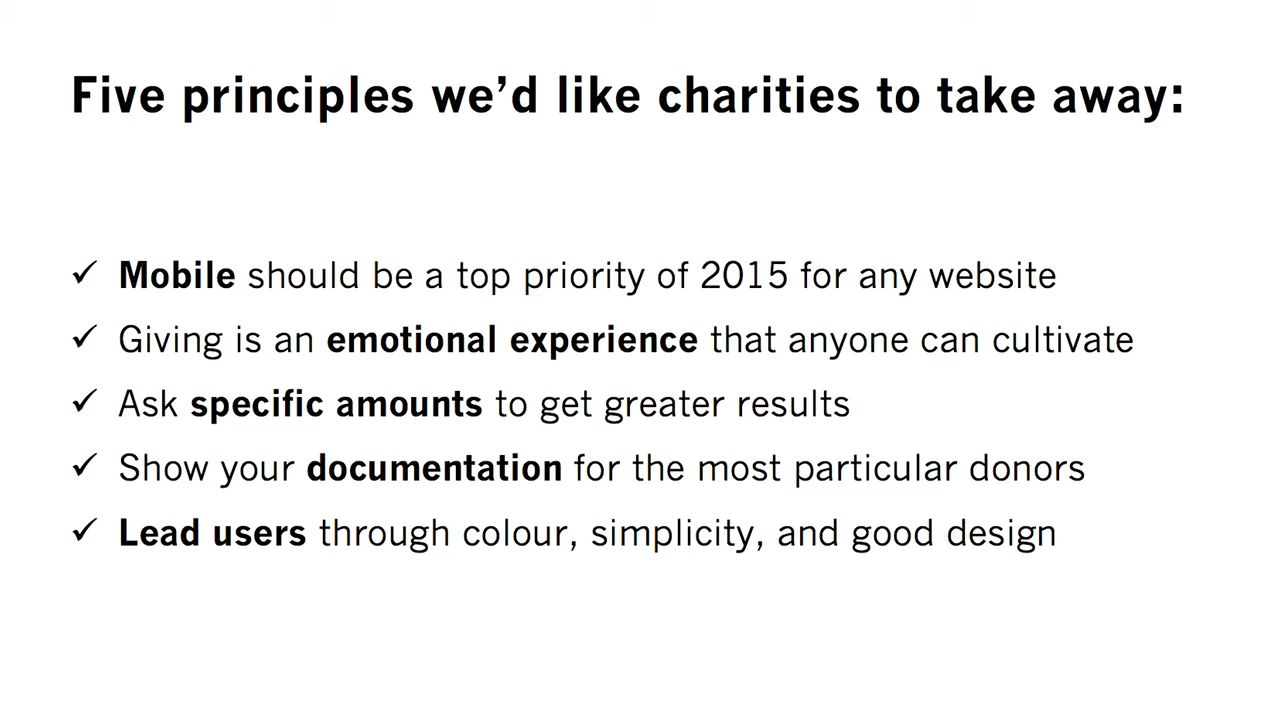 Five principles we’d like charities to take away:
✓ Mobile should be a top priority of 2015 for any website
✓ Giving is an emotional experience that anyone can cultivate
✓ Ask specific amounts to get greater results
✓ Show your documentation for the most particular donors
✓ Lead users through colour, simplicity, and good design